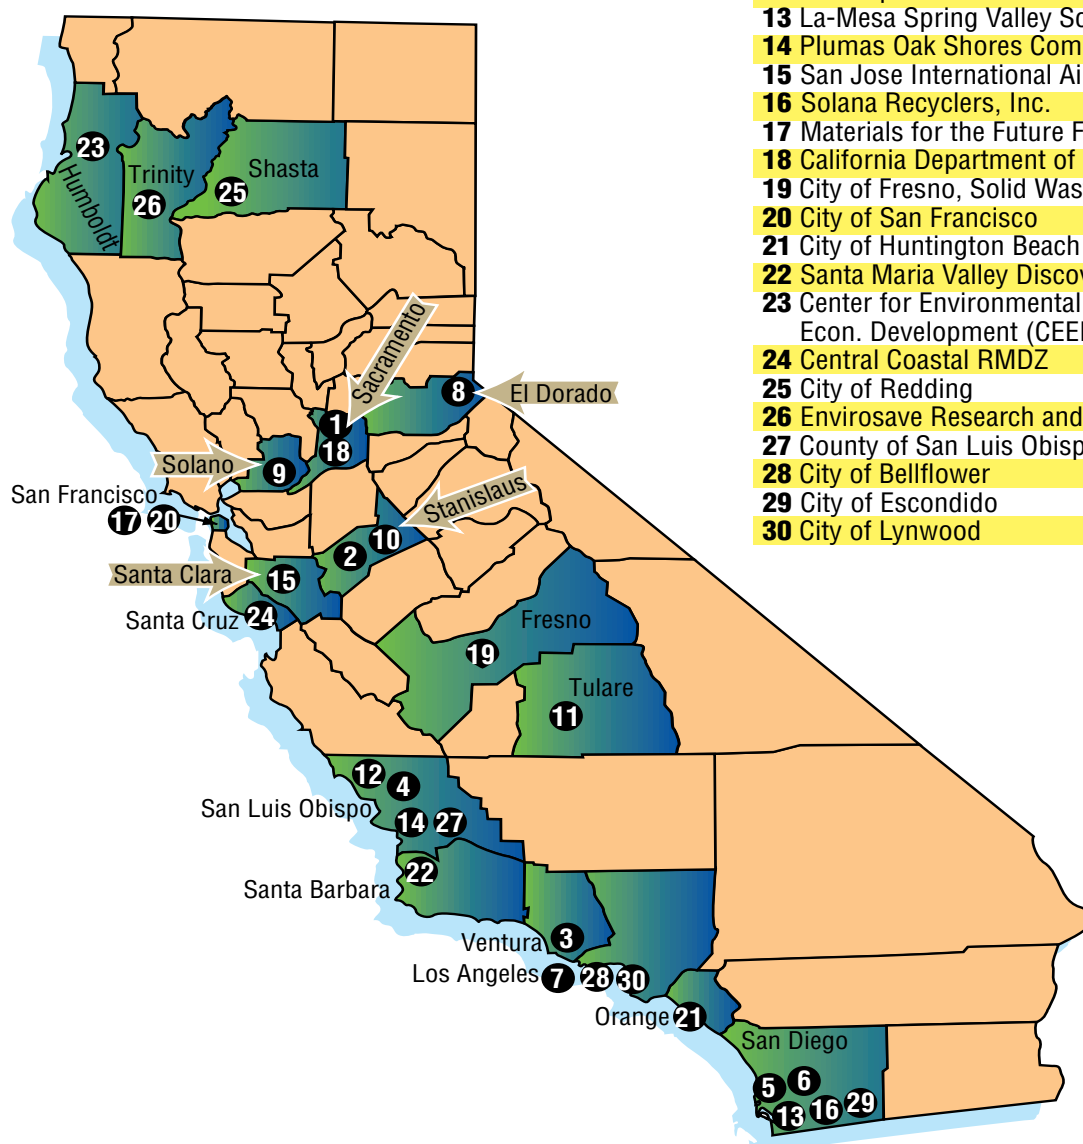 13 La-Mesa Spring Valley
14 Plumas Oak Shores
15 San Jose International
16 Solana Recyclers, Inc.
17 Materials for the Future
18 California Department of
19 City of Fresno, Solid
20 City of San Francisco
21 City of Huntington Beach
22 Santa Maria Valley
23 Center for Environmental
Econ. Development
24 Central Coastal RMDZ
25 City of Redding
26 Envirosave Research and
27 County of San Luis
28 City of Bellflower
29 City of Escondido
30 City of Lynwood
23
Humboldt
Trinity
26
Shasta
25
Sacramento
1
18
8
El Dorado
Solano
9
San Francisco
17 20
Stanislaus
10
2
Santa Clara
15
Santa Cruz 24
Fresno
19
Tulare
11
12 4
San Luis Obispo
14 27
22
Santa Barbara
Ventura 3
Los Angeles 7 28 30
Orange 21
San Diego
5 6
13 16 29